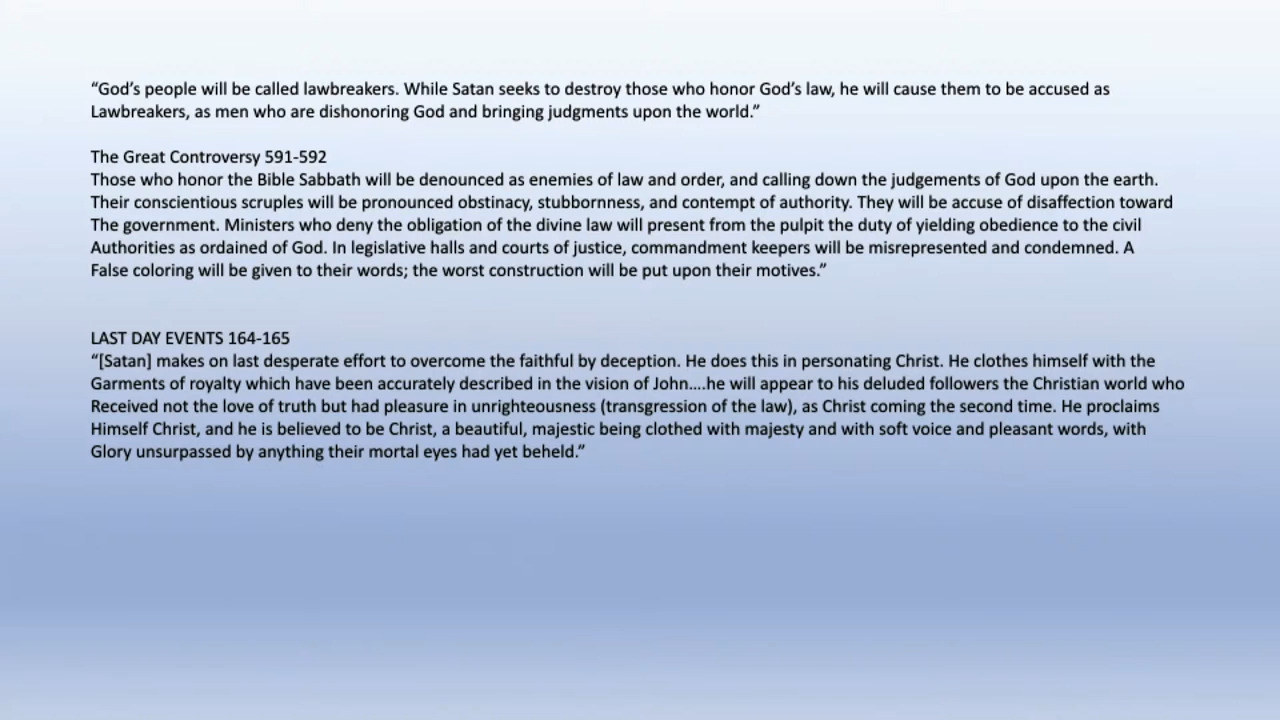 “God’s people will be called lawbreakers. While Satan seeks to destroy those who honor God’s law, he will cause them to be accused as
Lawbreakers, as men who are dishonoring God and bringing judgments upon the world.”
The Great Controversy 591-592
Those who honor the Bible Sabbath will be denounced as enemies of law and order, and calling down the judgements of God upon the earth.
Their conscientious scruples will be pronounced obstinacy, stubbornness, and contempt of authority. They will be accuse of disaffection toward
The government. Ministers who deny the obligation of the divine law will present from the pulpit the duty of yielding obedience to the civil
Authorities as ordained of God. In legislative halls and courts of justice, commandment keepers will be misrepresented and condemned. A
False coloring will be given to their words; the worst construction will be put upon their motives.”
LAST DAY EVENTS 164-165
“[Satan] makes on last desperate effort to overcome the faithful by deception. He does this in personating Christ. He clothes himself with the
Garments of royalty which have been accurately described in the vision of John....he will appear to his deluded followers the Christian world who
Received not the love of truth but had pleasure in unrighteousness (transgression of the law), as Christ coming the second time. He proclaims
Himself Christ, and he is believed to be Christ, a beautiful, majestic being clothed with majesty and with soft voice and pleasant words, with
Glory unsurpassed by anything their mortal eyes had yet beheld.”